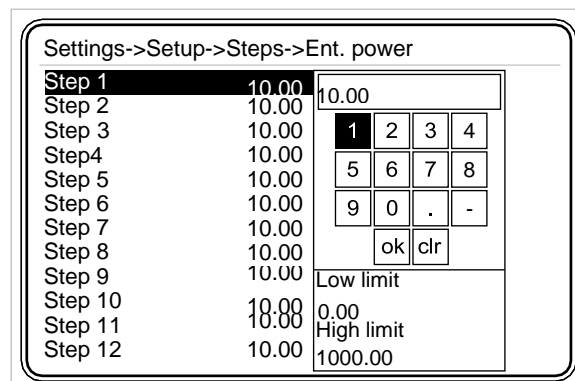 Settings->Setup->Steps->Ent. power
Step 1 10.00
Step 2 10.00
Step 3 10.00
Step4 10.00
Step 5 10.00
Step 6 10.00
Step 7 10.00
Step 8 10.00
Step 9 10.00
Step 10 10.00
Step 11 10.00
Step 12 10.00
10.00
1 2 3 4
5 6 7 8
9 0 . -
ok clr
Low limit
0.00
High limit
1000.00